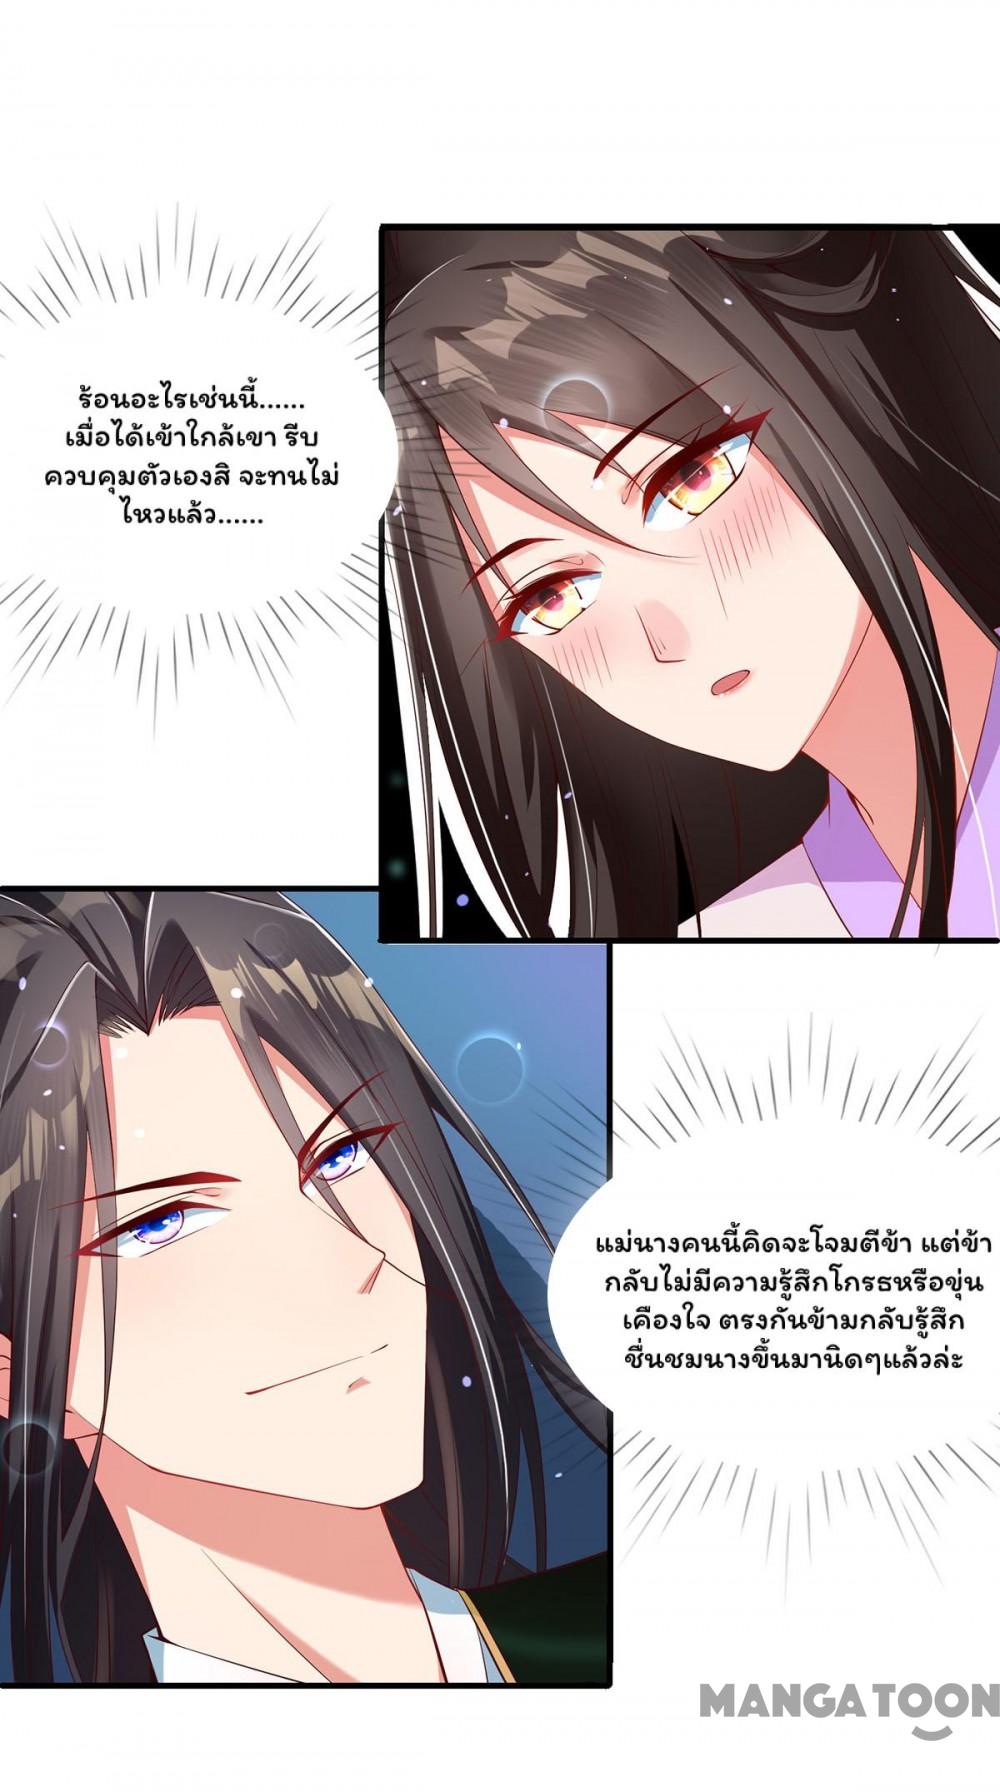 ร้อนอะไรเช่นนี้......
เมื่อได้เข้าใกล้เขา รีบ
ควบคุมตัวเองสิ จะทนไม่
ไหวแล้ว......
แม่นางคนนี้คิดจะโจมตีข้า แต่ข้า
กลับไม่มีความรู้สึกโกรธหรือขุ่น
เคืองใจ ตรงกันข้ามกลับรู้สึก
ชื่นชมนางขึ้นมานิดๆแล้วล่ะ
MANGATOON